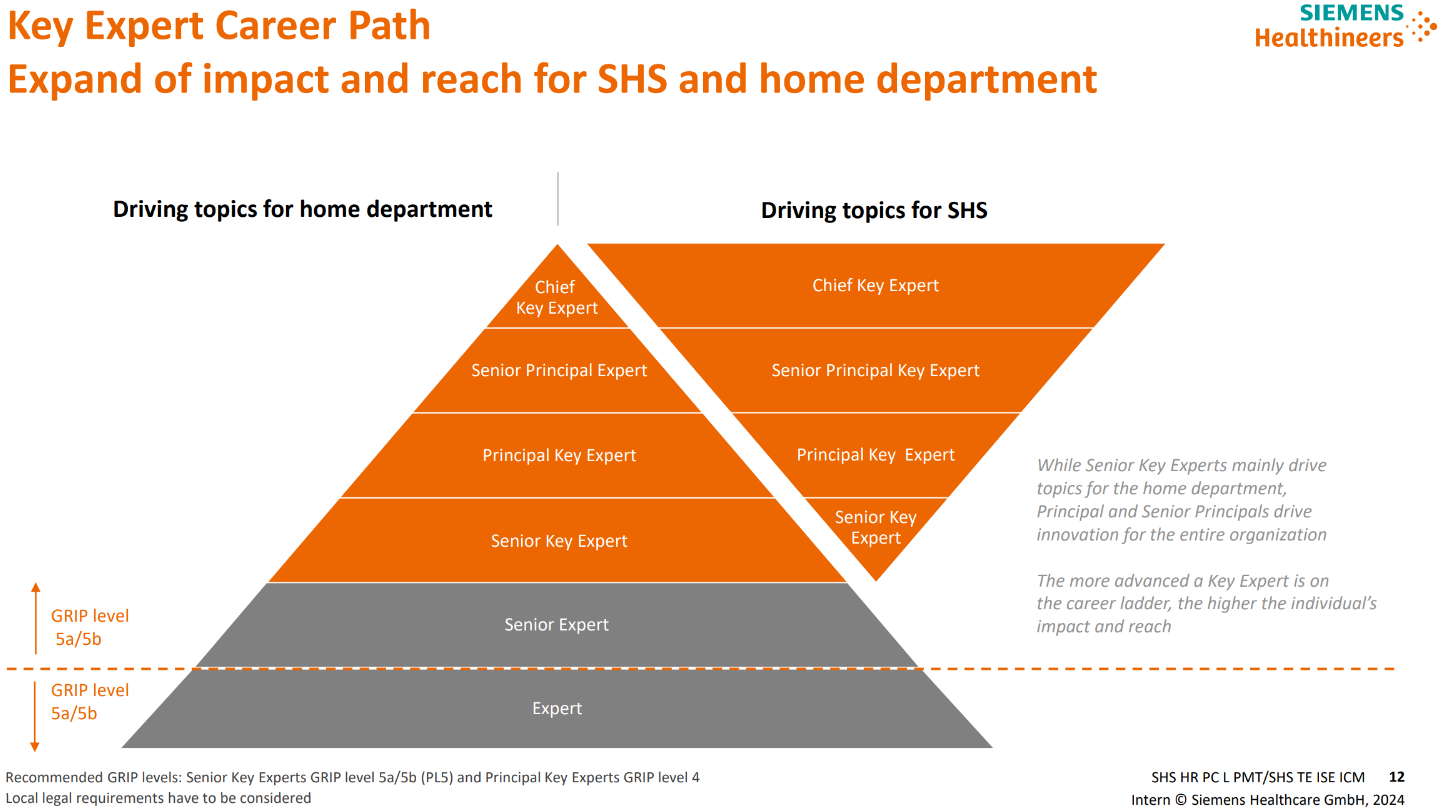 Key Expert Career Path
Expand of impact and reach for SHS and home department
SIEMENS
Healthineers
Driving topics for home department
Driving topics for SHS
Chief
Key Expert
Chief Key Expert
Senior Principal Expert
Senior Principal Key Expert
Principal Key Expert
Principal Key  Expert
Senior Key Expert
Senior Key
Expert
While Senior Key Experts mainly drive
topics for the home department,
Principal and Senior Principals drive
innovation for the entire organization
The more advanced a Key Expert is on
the career ladder, the higher the individual’s
impact and reach
GRIP level
5a/5b
Senior Expert
GRIP level
5a/5b
Expert
Recommended GRIP levels: Senior Key Experts GRIP level 5a/5b (PL5) and Principal Key Experts GRIP level 4
Local legal requirements have to be considered
SHS HR PC L PMT/SHS TE ISE ICM 12
Intern © Siemens Healthcare GmbH, 2024